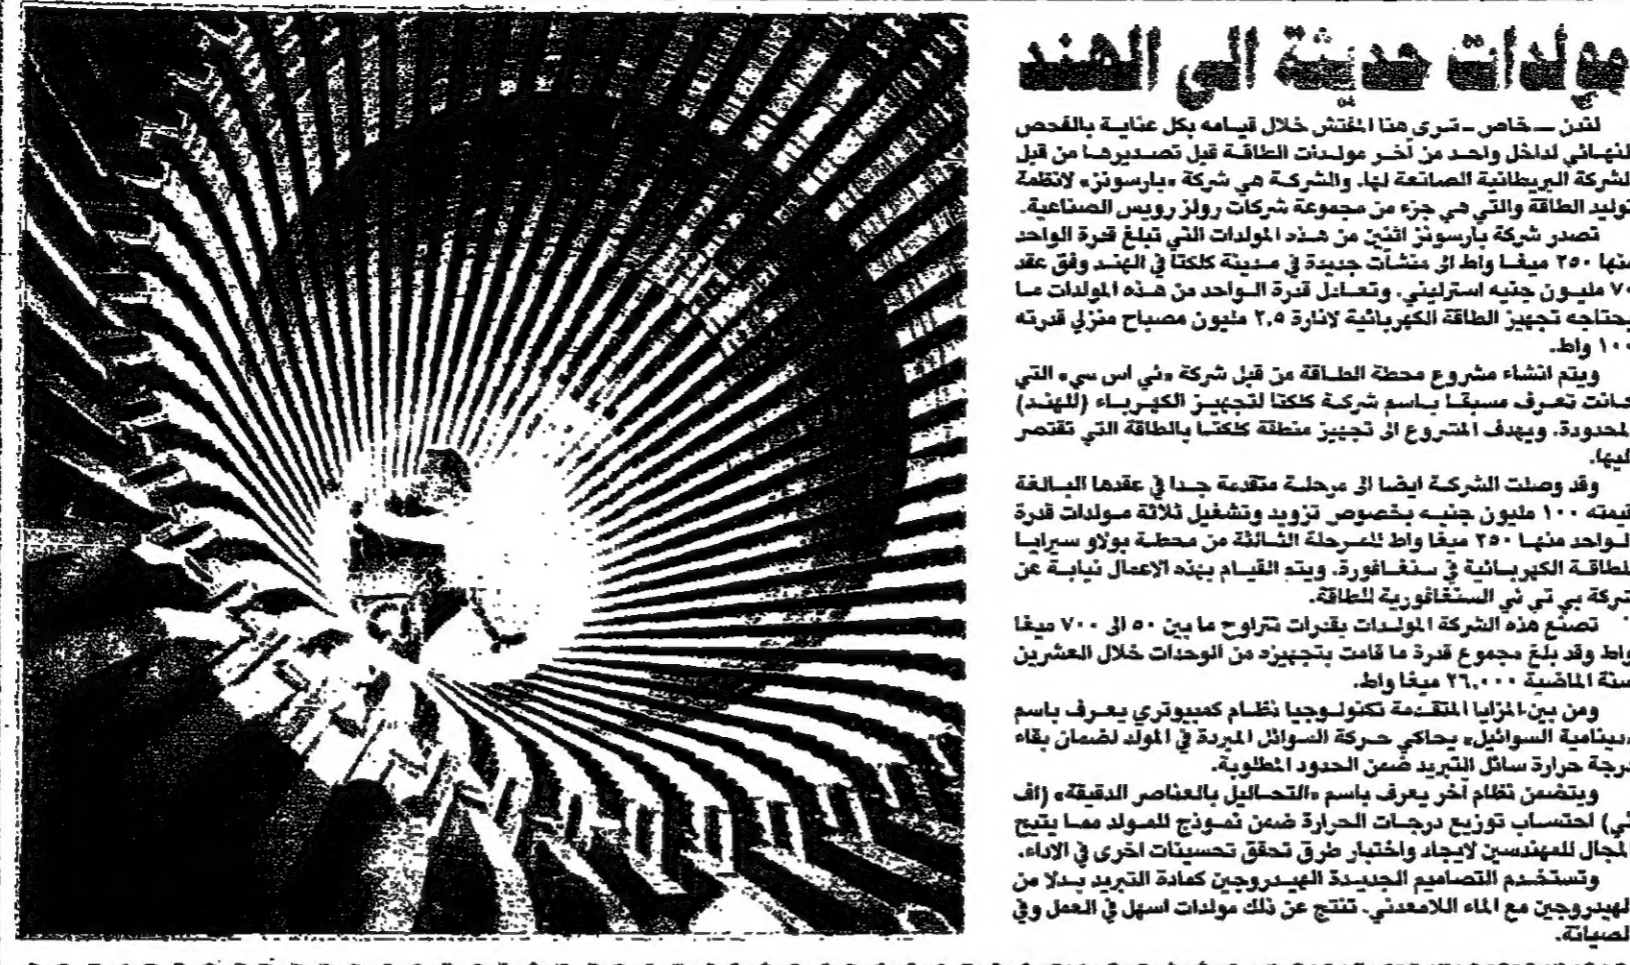 مولدات حديثة الى الهند
لندن — خاص - نرى هنا المفتش خلال قيامه بكل عناية بالفحص
النهائي لداخل واحد من آخر مولدات الطاقة قبل تصديرها من قبل
الشركة البريطانية الصانعة لها. والشركة هي شركة «بارسونز» لانظمة
توليد الطاقة والتي هي جزء من مجموعة شركات رولز رويس الصناعية.
تصدر شركة بارسونز اثنين من هذه المولدات التي تبلغ قدرة الواحد
منها ٢٥٠ ميغا واط الى منشآت جديدة في مدينة كلكتا في الهند وفق عقد
٧٠ مليون جنيه استرليني. وتعادل قدرة الواحد من هذه المولدات ما
يحتاجه تجهيز الطاقة الكهربائية لانارة ٢,٥ مليون مصباح منزلي قدرته
١٠٠ واط.
ويتم انشاء مشروع محطة الطاقة من قبل شركة «ئي اس سي» التي
كانت تعرف مسبقا باسم شركة كلكتا لتجهيز الكهرباء (للهند)
المحدودة. ويهدف المشروع الى تجهيز منطقة كلكتا بالطاقة التي تفتقر
اليها.
وقد وصلت الشركة ايضا الى مرحلة متقدمة جدا في عقدها البالغة
قيمته ١٠٠ مليون جنيه بخصوص تزويد وتشغيل ثلاثة مولدات قدرة
الواحد منها ٢٥٠ ميغا واط للمرحلة الثالثة من محطة بولاو سيرايا
للطاقة الكهربائية في سنغافورة. ويتم القيام بهذه الاعمال نيابة عن
شركة بي تي ئي السنغافورية للطاقة.
تصنع هذه الشركة المولدات بقدرات تتراوح ما بين ٥٠ الى ٧٠٠ ميغا
واط وقد بلغ مجموع قدرة ما قامت بتجهيزه من الوحدات خلال العشرين
سنة الماضية ٢٦,٠٠٠ ميغا واط.
ومن بين المزايا المتقدمة تكنولوجيا نظام كمبيوتري يعرف باسم
«دينامية السوائيل» يحاكي حركة السوائل المبردة في المولد لضمان بقاء
درجة حرارة سائل التبريد ضمن الحدود المطلوبة.
ويتضمن نظام آخر يعرف باسم «التحاليل بالعناصر الدقيقة» (اف
ئي) احتساب توزيع درجات الحرارة ضمن نموذج للمولد مما يتيح
المجال للمهندسين لايجاد واختبار طرق تحقق تحسينات اخرى في الاداء.
وتستخدم التصاميم الجديدة الهيدروجين كمادة التبريد بدلا من
الهيدروجين مع الماء اللامعدني. تنتج عن ذلك مولدات اسهل في العمل وفي
الصيانة.